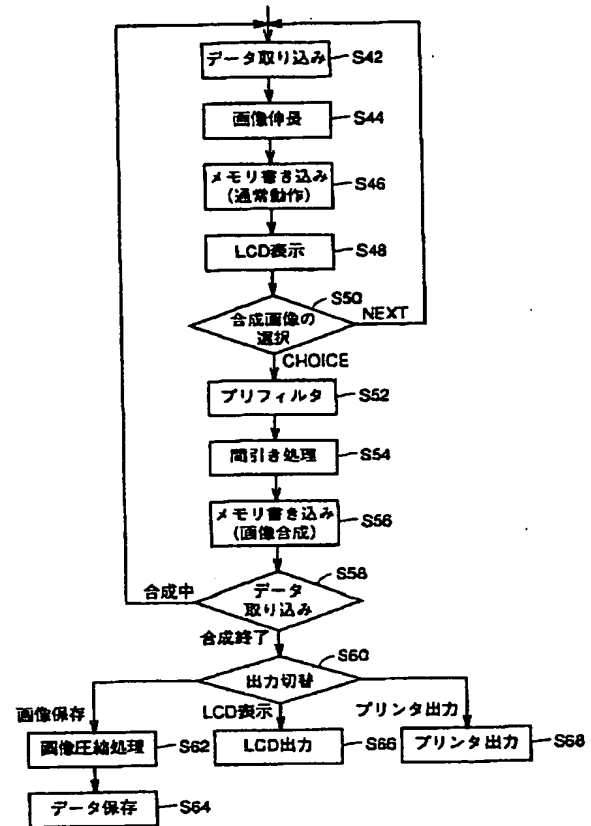 データ取り込み S42
画像伸長 S44
メモリ書き込み
(通常動作) S46
LCD表示 S48
S50
合成画像の
選択
NEXT
CHOICE
プリフィルタ S52
間引き処理 S54
メモリ書き込み
(画像合成) S56
S58
データ
取り込み
合成中
合成終了
S60
出力切替
画像保存
LCD表示
プリンタ出力
画像圧縮処理 S62
LCD出力 S66
プリンタ出力 S68
データ保存 S64